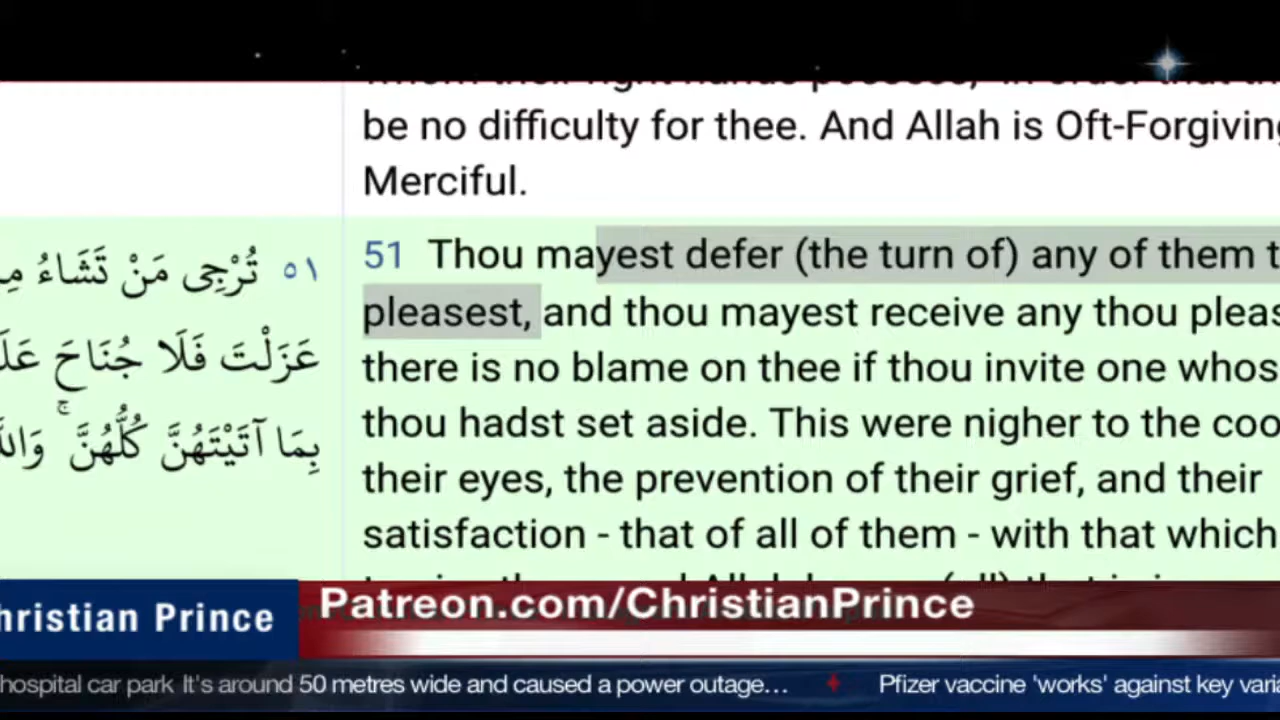 be no difficulty for thee. And Allah is Oft-Forgiving
Merciful.
٥١ تُرْجِى مَنْ تَشَاءُ
عَزَلْتَ فَلَا جُنَاحَ
بِمَا آتَيْتَهُنَّ كُلُّهُنَّ ۚ
51 Thou mayest defer (the turn of) any of them
pleasest, and thou mayest receive any thou
there is no blame on thee if thou invite one
thou hadst set aside. This were nigher to the
their eyes, the prevention of their grief, and their
satisfaction - that of all of them - with that which
hristian Prince
Patreon.com/ChristianPrince
hospital car park It's around 50 metres wide and caused a power outage... Pfizer vaccine 'works' against key